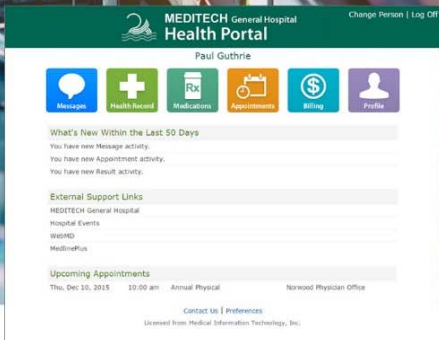 MEDITECH General Hospital
Health Portal
Change Person | Log Off
Paul Guthrie
Messages
Health Record
Rx
Medications
Appointments
$
Billing
Profile
What's New Within the Last 50 Days
You have new Message activity.
You have new Appointment activity.
You have new Result activity.
External Support Links
MEDITECH General Hospital
Hospital Events
WebMD
MedlinePlus
Upcoming Appointments
Thu, Dec 10, 2015 10:00 am Annual Physical Norwood Physician Office
Contact Us | Preferences
Licensed from Medical Information Technology, Inc.